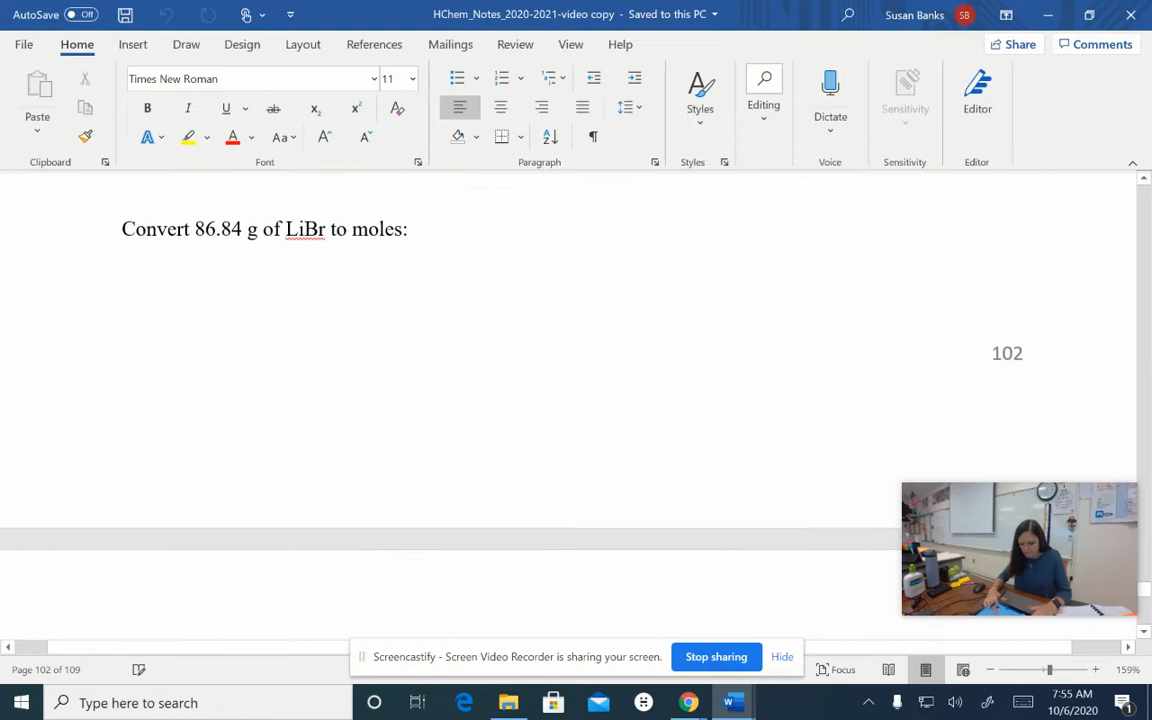 AutoSave Off HChem_Notes_2020-2021-video copy - Saved to this PC Susan Banks SB
File Home Insert Draw Design Layout References Mailings Review View Help Share Comments
Times New Roman 11
Paste Styles Editing Dictate Sensitivity Editor
Clipboard Font Paragraph Styles Voice Sensitivity Editor
Convert 86.84 g of LiBr to moles:
102
Screencastify - Screen Video Recorder is sharing your screen. Stop sharing Hide
Page 102 of 109 Focus 159%
Type here to search 7:55 AM
10/6/2020 1